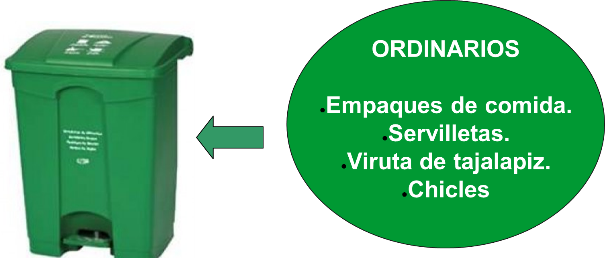 ORDINARIOS
.Empaques de comida.
.Servilletas.
.Viruta de tajalapiz.
.Chicles